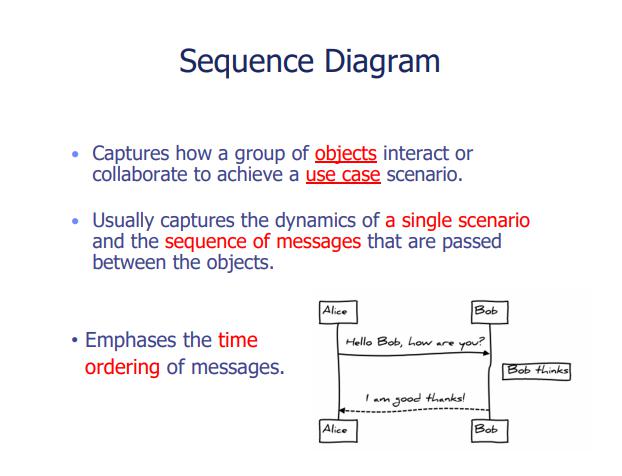 Sequence Diagram
• Captures how a group of objects interact or
collaborate to achieve a use case scenario.
• Usually captures the dynamics of a single scenario
and the sequence of messages that are passed
between the objects.
• Emphases the time
ordering of messages.
Alice
Bob
Hello Bob, how are you?
Bob thinks
I am good thanks!
Alice
Bob